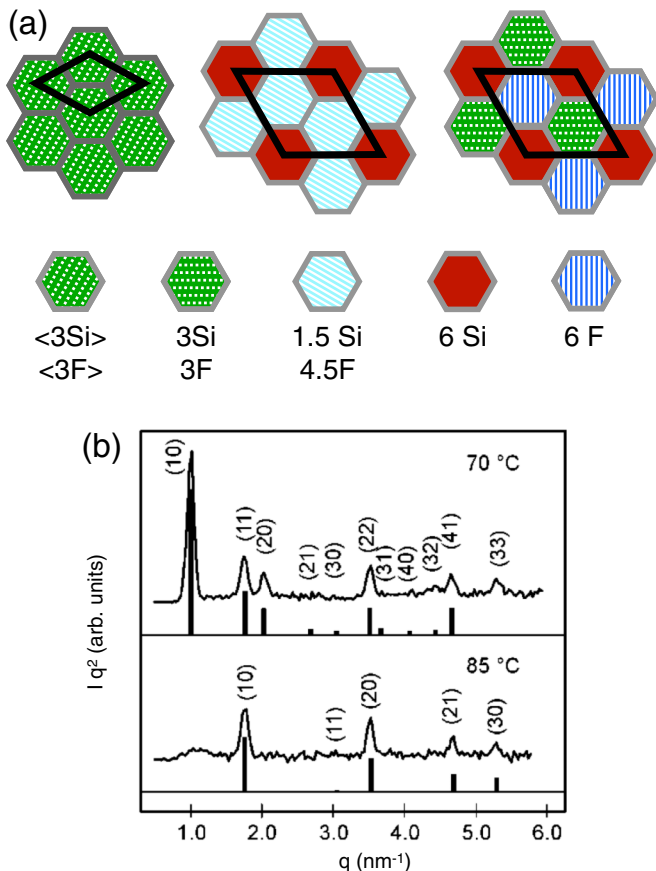 (a)
<3Si> 3Si 1.5 Si 6 Si 6 F
<3F> 3F 4.5F
(b)
70 °C
(10) (11) (20) (21) (30) (22) (31) (40) (32) (41) (33)
85 °C
(10) (11) (20) (21) (30)
I q² (arb. units)
1.0 2.0 3.0 4.0 5.0 6.0
q (nm⁻¹)